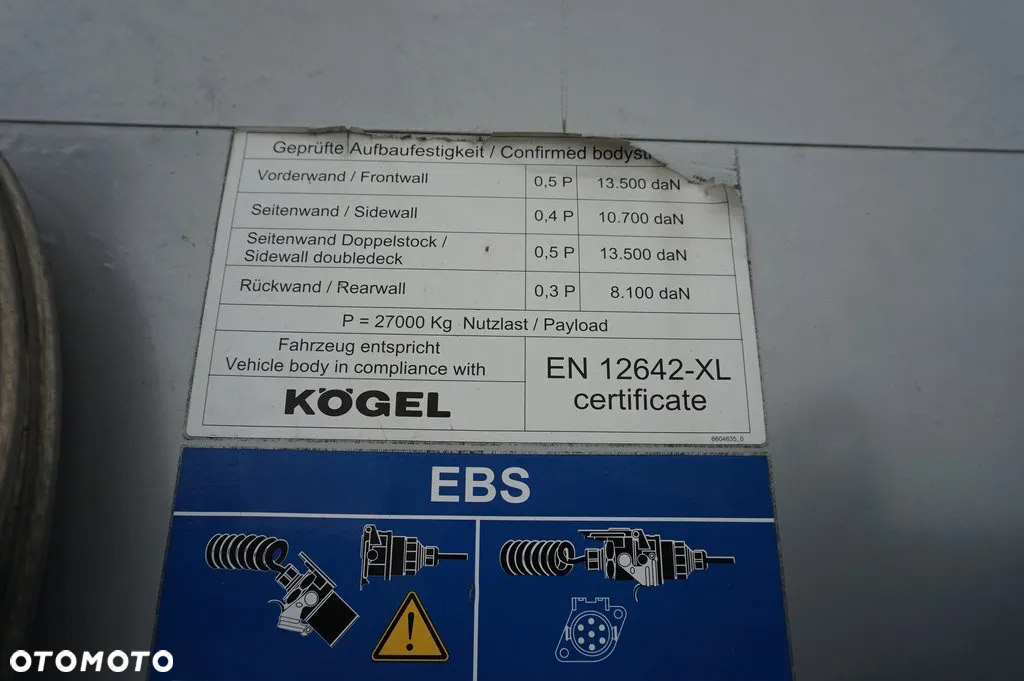 Geprüfte Aufbaufestigkeit / Confirmed
Vorderwand / Frontwall 0,5 P 13.500 daN
Seitenwand / Sidewall 0,4 P 10.700 daN
Seitenwand Doppelstock /
Sidewall doubledeck 0,5 P 13.500 daN
Rückwand / Rearwall 0,3 P 8.100 daN
P = 27000 Kg Nutzlast / Payload
Fahrzeug entspricht
Vehicle body in compliance with
KÖGEL
EN 12642-XL
certificate
6604635_0
EBS
OTOMOTO